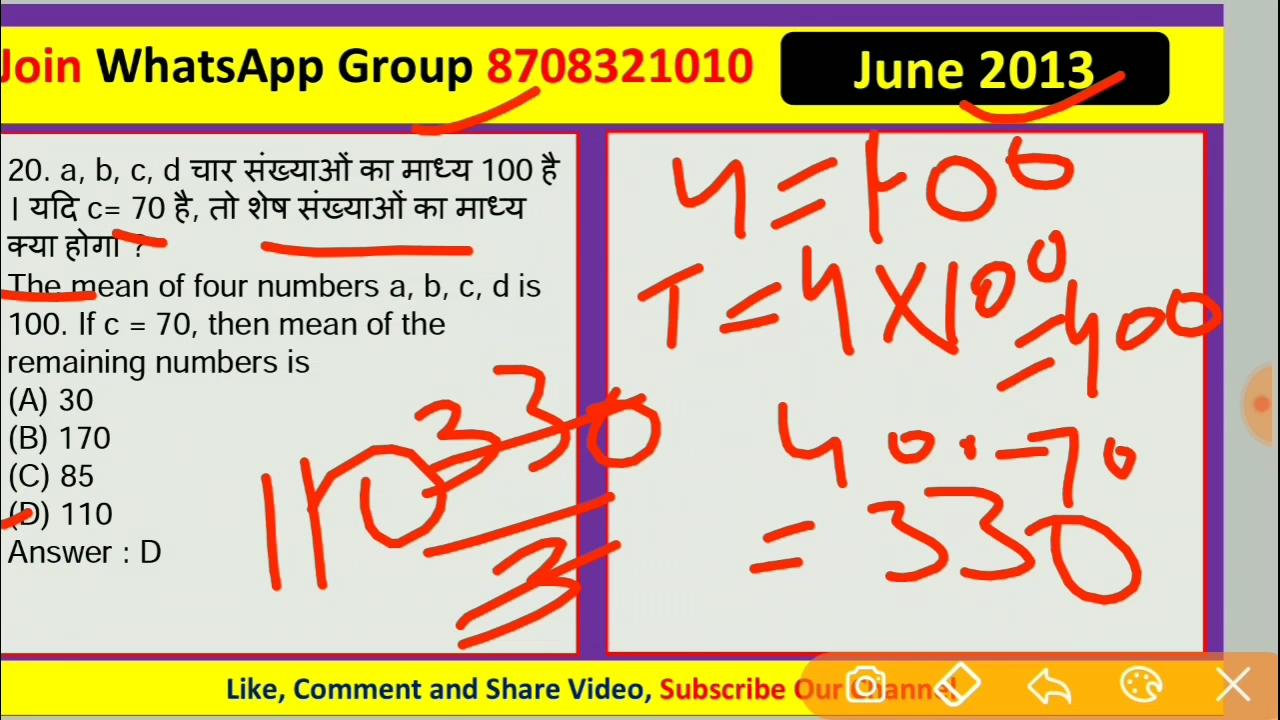 Join WhatsApp Group 8708321010
June 2013
20. a, b, c, d चार संख्याओं का माध्य 100 है
। यदि c= 70 है, तो शेष संख्याओं का माध्य
क्या होगा ?
The mean of four numbers a, b, c, d is
100. If c = 70, then mean of the
remaining numbers is
(A) 30
(B) 170
(C) 85
(D) 110
Answer : D
4 = 100
T = 4 X 100
= 400
400 - 70
= 330
330
3
110
Like, Comment and Share Video, Subscribe Our Channel